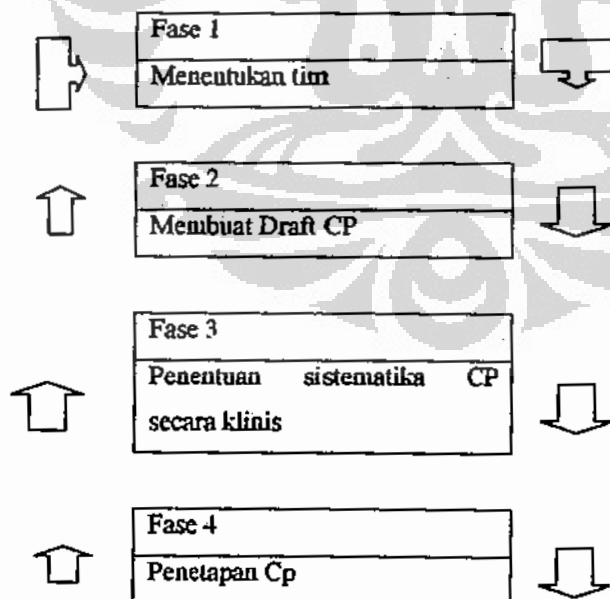 Fase 1
Menentukan tim
Fase 2
Membuat Draft CP
Fase 3
Penentuan sistematika CP
secara klinis
Fase 4
Penetapan Cp